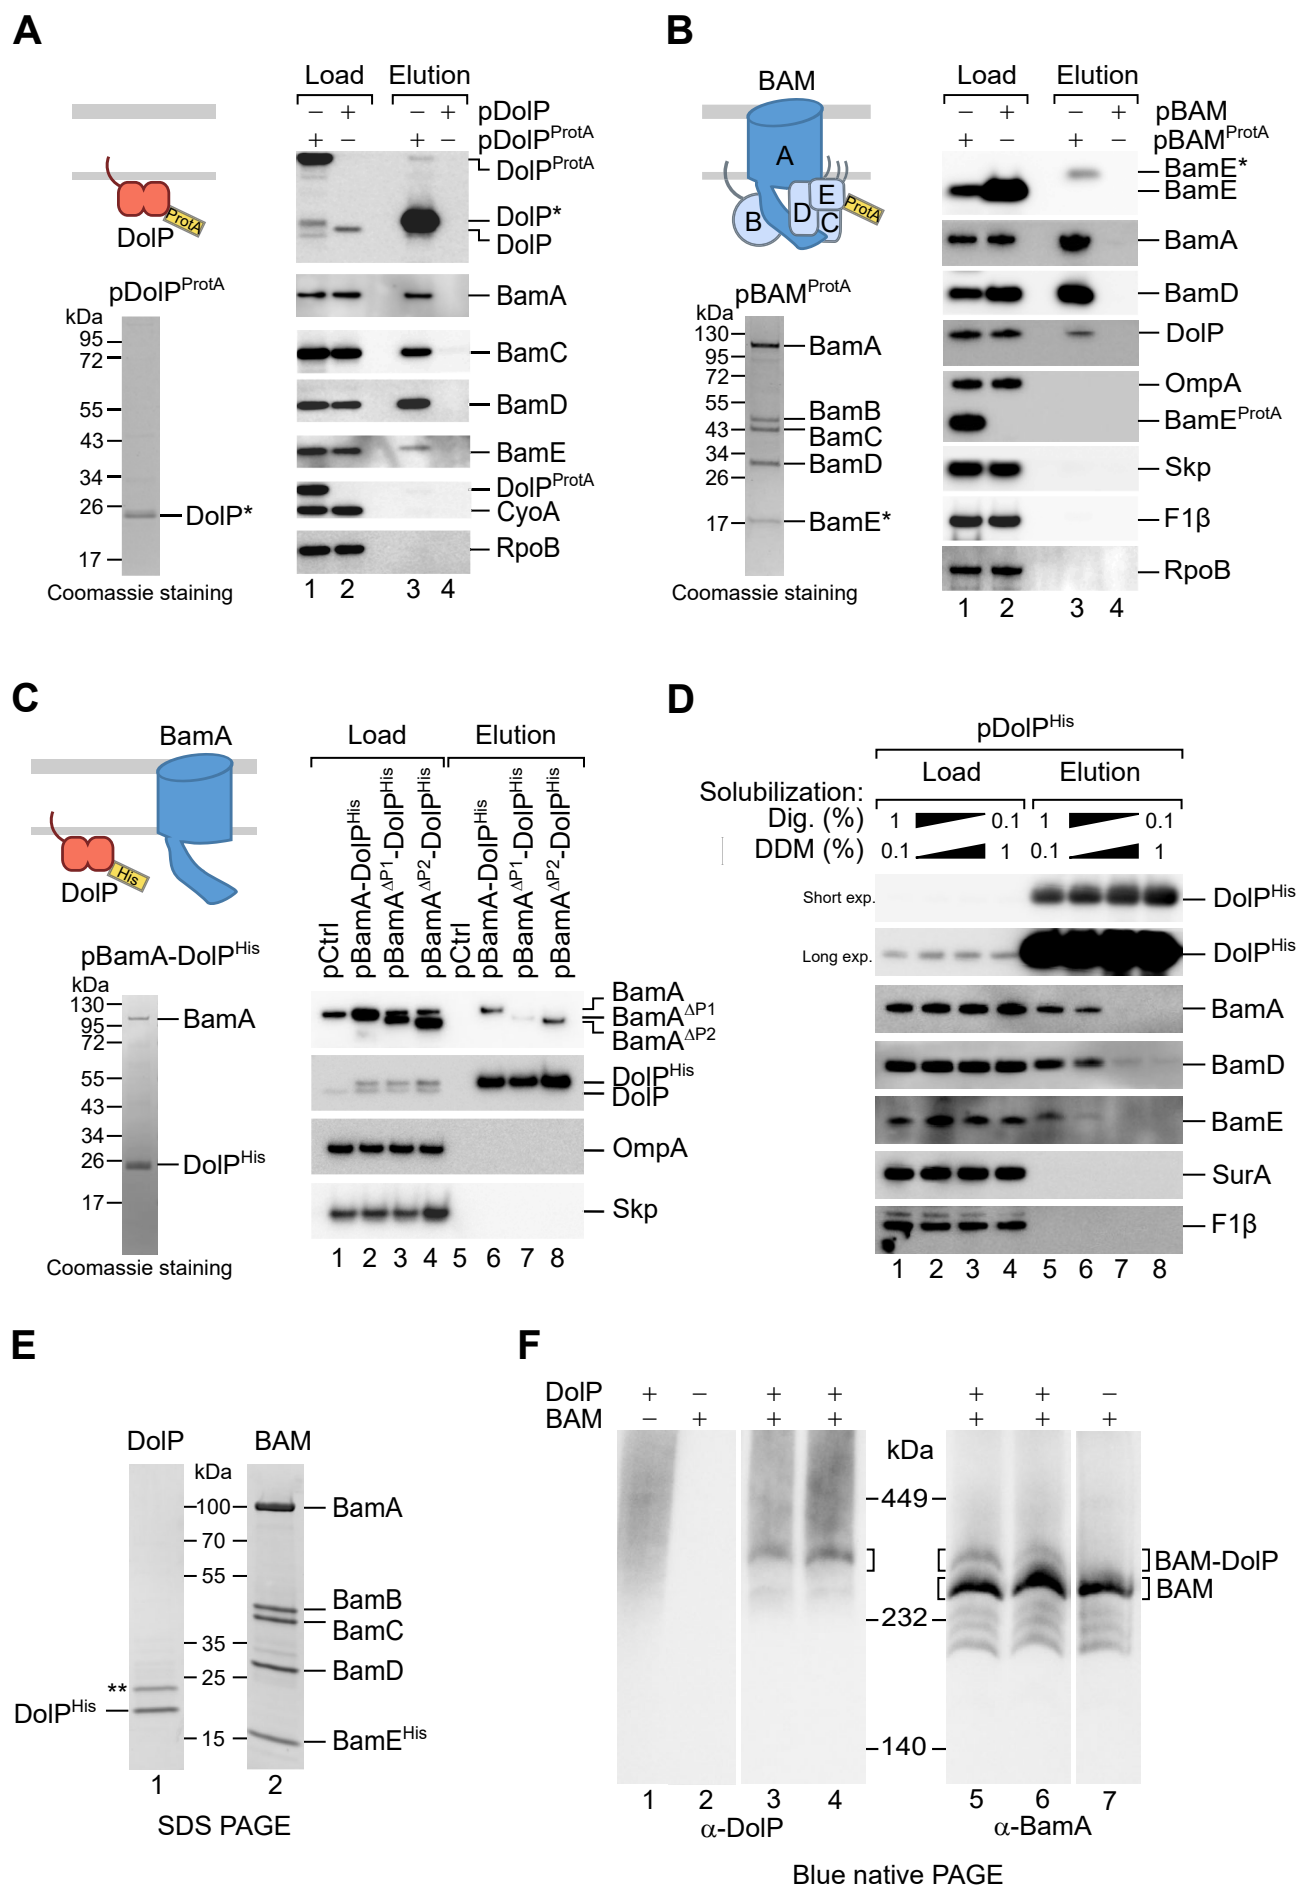 A
Load Elution
− + − + pDolP
+ − + − pDolP^ProtA
DolP^ProtA
DolP*
DolP
BamA
BamC
BamD
BamE
DolP^ProtA
CyoA
RpoB
1 2 3 4
ProtA
DolP
pDolP^ProtA
kDa
95
72
55
43
34
26
17
DolP*
Coomassie staining
B
BAM
A
B
D
E
C
ProtA
pBAM^ProtA
kDa
130
95
72
55
43
34
26
17
BamA
BamB
BamC
BamD
BamE*
Coomassie staining
Load Elution
− + − + pBAM
+ − + − pBAM^ProtA
BamE*
BamE
BamA
BamD
DolP
OmpA
BamE^ProtA
Skp
F1β
RpoB
1 2 3 4
C
BamA
His
DolP
pBamA-DolP^His
kDa
130
95
72
55
43
34
26
17
BamA
DolP^His
Coomassie staining
Load Elution
pCtrl
pBamA-DolP^His
pBamA^ΔP1-DolP^His
pBamA^ΔP2-DolP^His
pCtrl
pBamA-DolP^His
pBamA^ΔP1-DolP^His
pBamA^ΔP2-DolP^His
BamA
BamA^ΔP1
BamA^ΔP2
DolP^His
DolP
OmpA
Skp
1 2 3 4 5 6 7 8
D
pDolP^His
Load Elution
Solubilization:
Dig. (%) 1 0.1 1 0.1
DDM (%) 0.1 1 0.1 1
Short exp. DolP^His
Long exp. DolP^His
BamA
BamD
BamE
SurA
F1β
1 2 3 4 5 6 7 8
E
DolP BAM
kDa
100
70
55
35
25
15
**
DolP^His
BamA
BamB
BamC
BamD
BamE^His
1 2
SDS PAGE
F
DolP + − + + + + −
BAM − + + + + + +
kDa
449
232
140
BAM-DolP
BAM
1 2 3 4 5 6 7
α-DolP α-BamA
Blue native PAGE